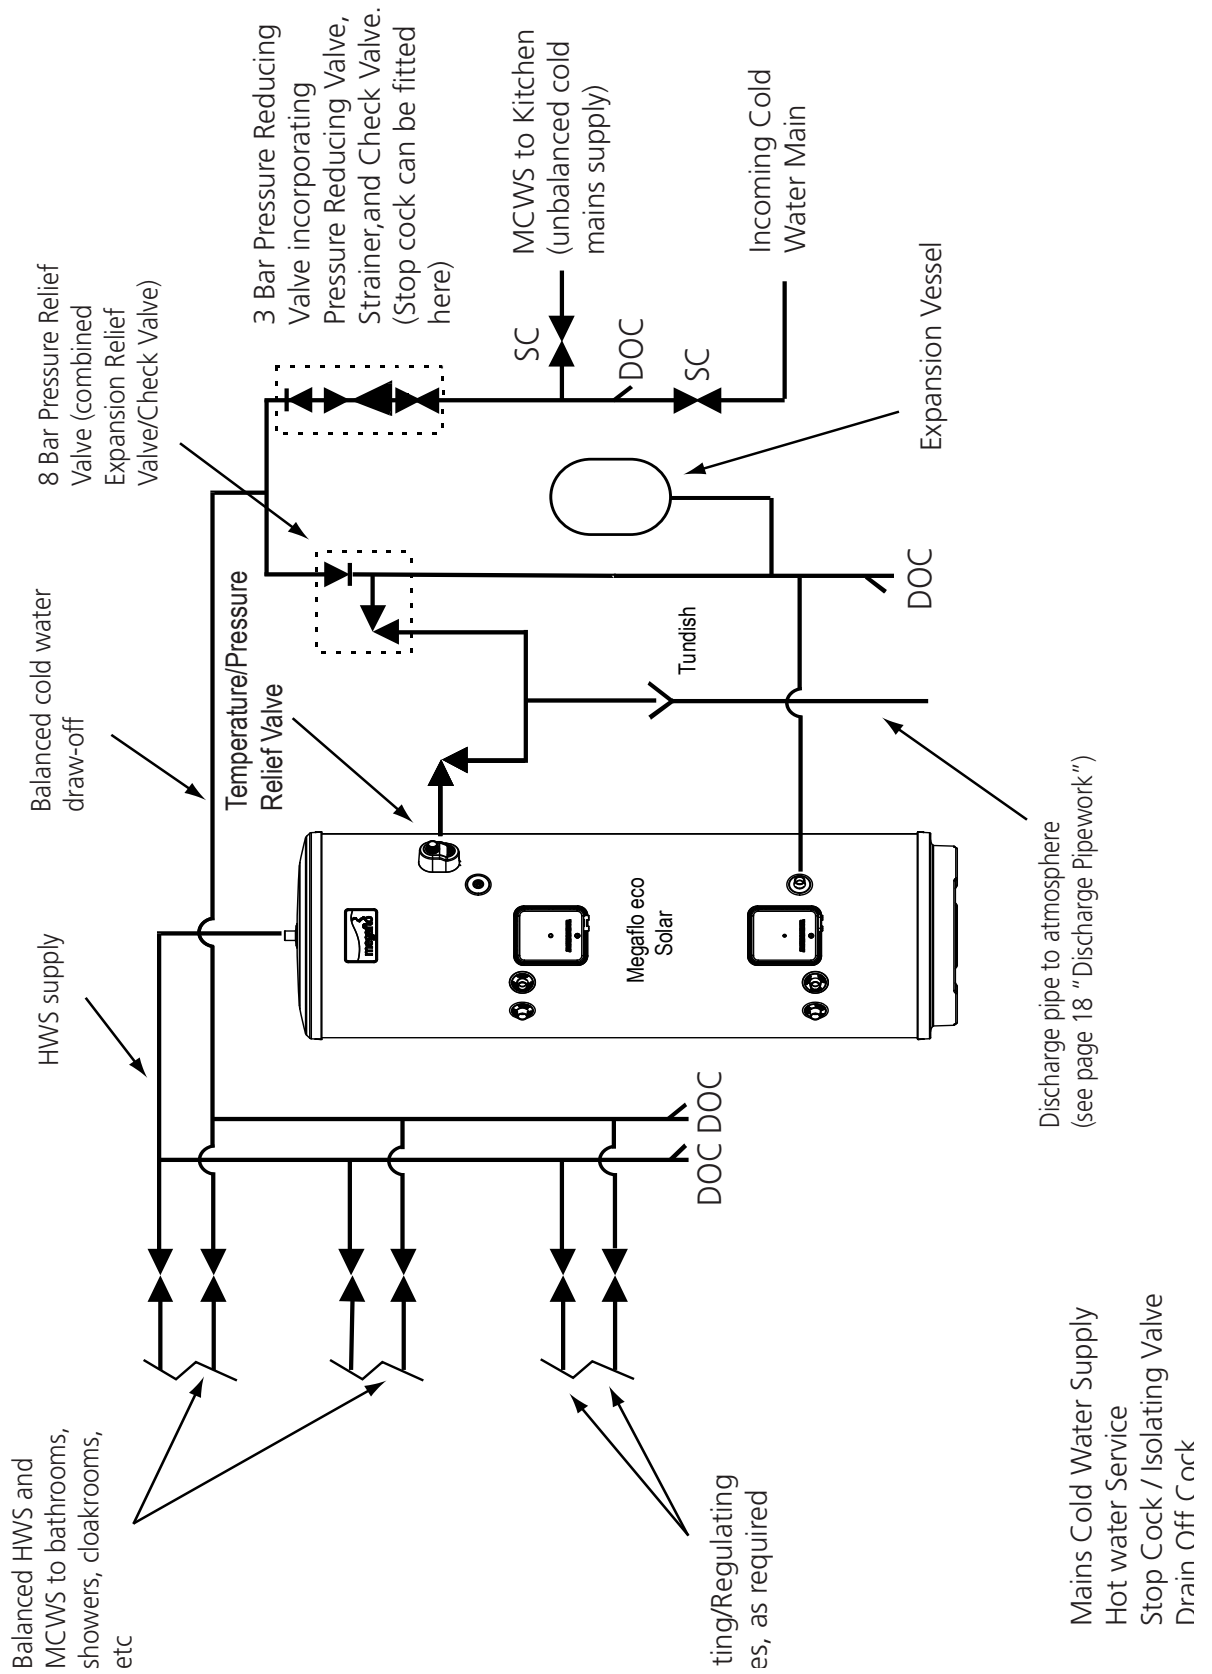 Balanced HWS and
MCWS to bathrooms,
showers, cloakrooms,
etc
HWS supply
Balanced cold water
draw-off
8 Bar Pressure Relief
Valve (combined
Expansion Relief
Valve/Check Valve)
3 Bar Pressure Reducing
Valve incorporating
Pressure Reducing Valve,
Strainer,and Check Valve.
(Stop cock can be fitted
here)
Temperature/Pressure
Relief Valve
MCWS to Kitchen
(unbalanced cold
mains supply)
SC
DOC
SC
Incoming Cold
Water Main
Expansion Vessel
DOC
Tundish
megaflo
Megaflo eco
Solar
DOC DOC
Discharge pipe to atmosphere
(see page 18 “Discharge Pipework”)
ting/Regulating
es, as required
Mains Cold Water Supply
Hot water Service
Stop Cock / Isolating Valve
Drain Off Cock